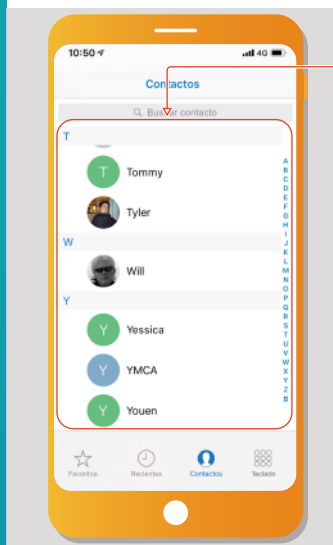 10:50
4G
Contactos
Buscar contacto
T
T Tommy
Tyler
W
Will
Y
Y Yessica
Y YMCA
Y Youen
A
B
C
D
E
F
G
H
I
J
K
L
M
N
O
P
Q
R
S
T
U
V
W
X
Y
Z
#
Favoritos Recientes Contactos Teclado